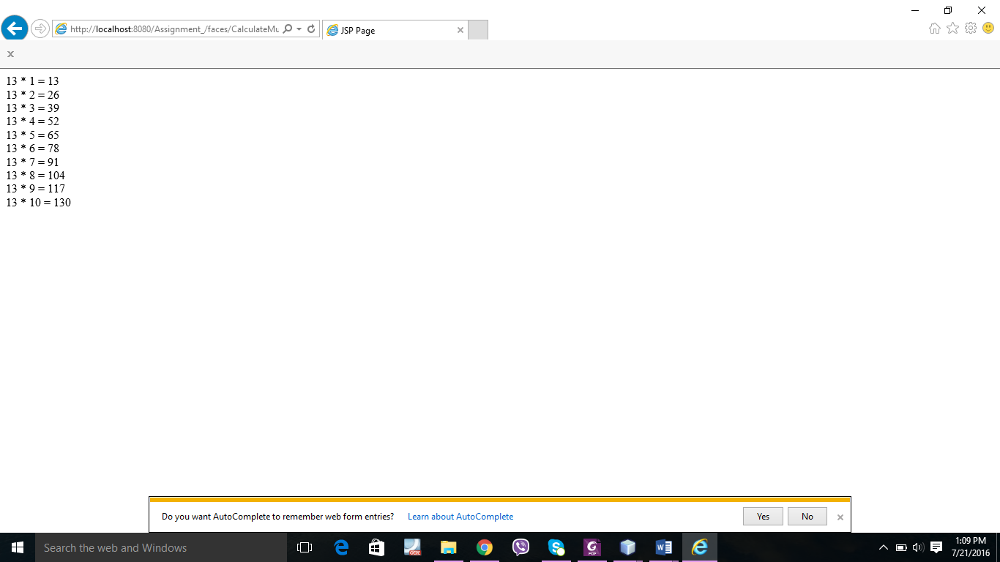 http://localhost:8080/Assignment_/faces/CalculateMu
JSP Page
13 * 1 = 13
13 * 2 = 26
13 * 3 = 39
13 * 4 = 52
13 * 5 = 65
13 * 6 = 78
13 * 7 = 91
13 * 8 = 104
13 * 9 = 117
13 * 10 = 130
Do you want AutoComplete to remember web form entries? Learn about AutoComplete Yes No
Search the web and Windows
1:09 PM
7/21/2016